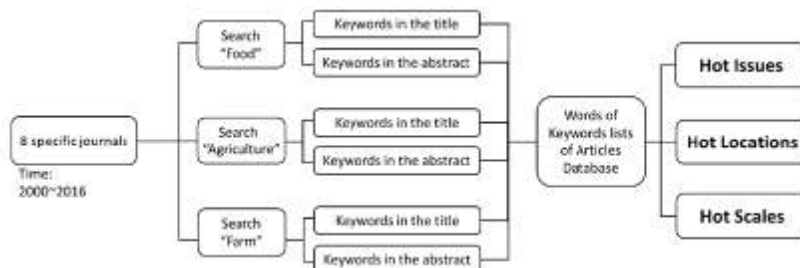 8 specific journals
Time:
2000~2016
Search
"Food"
Keywords in the title
Keywords in the abstract
Search
"Agriculture"
Keywords in the title
Keywords in the abstract
Search
"Farm"
Keywords in the title
Keywords in the abstract
Words of
Keywords lists
of Articles
Database
Hot Issues
Hot Locations
Hot Scales